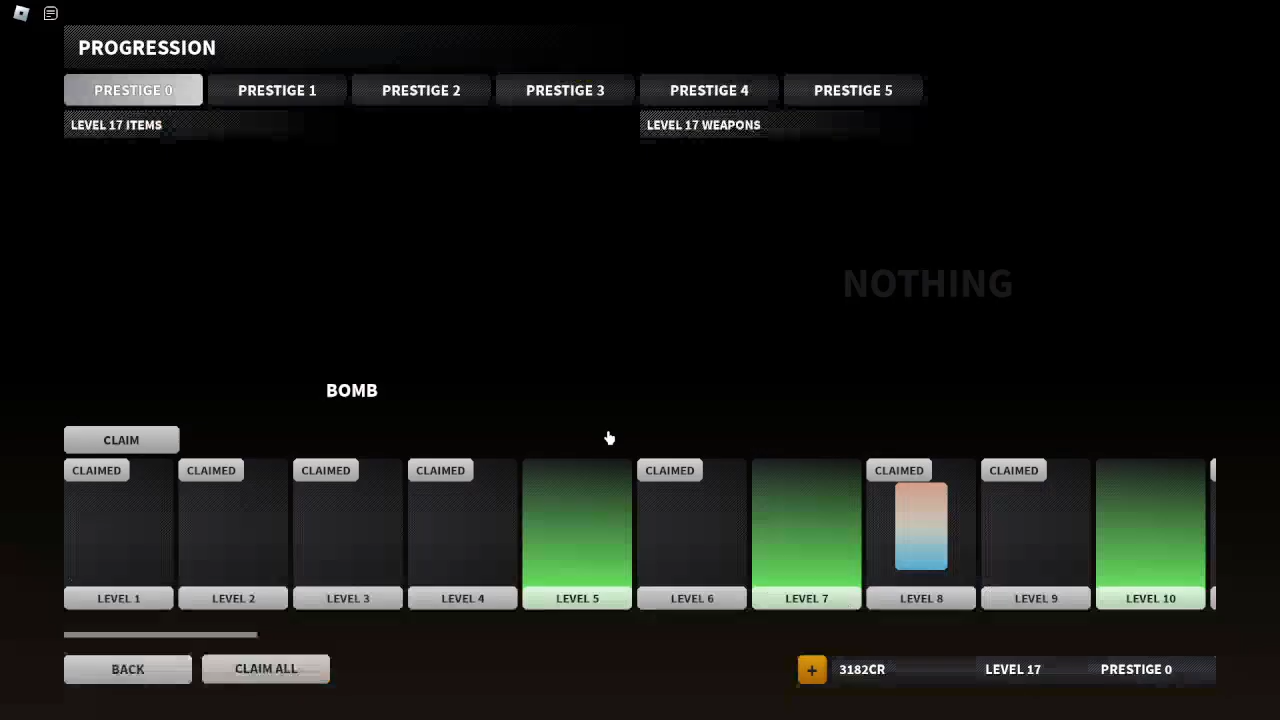 PROGRESSION
PRESTIGE 0 PRESTIGE 1 PRESTIGE 2 PRESTIGE 3 PRESTIGE 4 PRESTIGE 5
LEVEL 17 ITEMS LEVEL 17 WEAPONS
NOTHING
BOMB
CLAIM
CLAIMED CLAIMED CLAIMED CLAIMED CLAIMED CLAIMED CLAIMED
LEVEL 1 LEVEL 2 LEVEL 3 LEVEL 4 LEVEL 5 LEVEL 6 LEVEL 7 LEVEL 8 LEVEL 9 LEVEL 10
BACK CLAIM ALL + 3182CR LEVEL 17 PRESTIGE 0